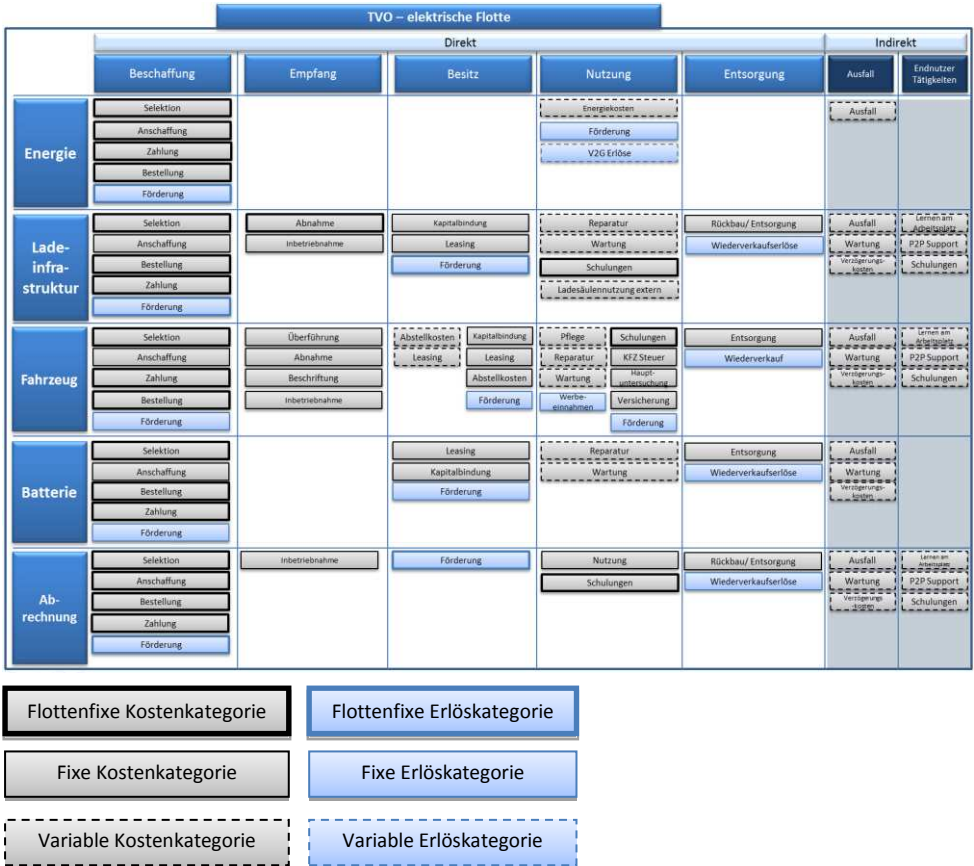 TVO – elektrische Flotte
Direkt
Indirekt
Beschaffung
Empfang
Besitz
Nutzung
Entsorgung
Ausfall
Endnutzer
Tätigkeiten
Energie
Selektion
Anschaffung
Zahlung
Bestellung
Förderung
Energiekosten
Förderung
V2G Erlöse
Ausfall
Lade-
infra-
struktur
Selektion
Anschaffung
Bestellung
Zahlung
Förderung
Abnahme
Inbetriebnahme
Kapitalbindung
Leasing
Förderung
Reparatur
Wartung
Schulungen
Ladesäulennutzung extern
Rückbau/ Entsorgung
Wiederverkaufserlöse
Ausfall
Wartung
Verzögerungs-
kosten
Lernen am
Arbeitsplatz
P2P Support
Schulungen
Fahrzeug
Selektion
Anschaffung
Zahlung
Bestellung
Förderung
Überführung
Abnahme
Beschriftung
Inbetriebnahme
Abstellkosten
Leasing
Kapitalbindung
Leasing
Abstellkosten
Förderung
Pflege
Reparatur
Wartung
Werbe-
einnahmen
Schulungen
KFZ Steuer
Haupt-
untersuchung
Versicherung
Förderung
Entsorgung
Wiederverkauf
Ausfall
Wartung
Verzögerungs-
kosten
Lernen am
Arbeitsplatz
P2P Support
Schulungen
Batterie
Selektion
Anschaffung
Bestellung
Zahlung
Förderung
Leasing
Kapitalbindung
Förderung
Reparatur
Wartung
Entsorgung
Wiederverkaufserlöse
Ausfall
Wartung
Verzögerungs-
kosten
Ab-
rechnung
Selektion
Anschaffung
Bestellung
Zahlung
Förderung
Inbetriebnahme
Förderung
Nutzung
Schulungen
Rückbau/ Entsorgung
Wiederverkaufserlöse
Ausfall
Wartung
Verzögerungs
-kosten
Lernen am
Arbeitsplatz
P2P Support
Schulungen
Flottenfixe Kostenkategorie
Flottenfixe Erlöskategorie
Fixe Kostenkategorie
Fixe Erlöskategorie
Variable Kostenkategorie
Variable Erlöskategorie